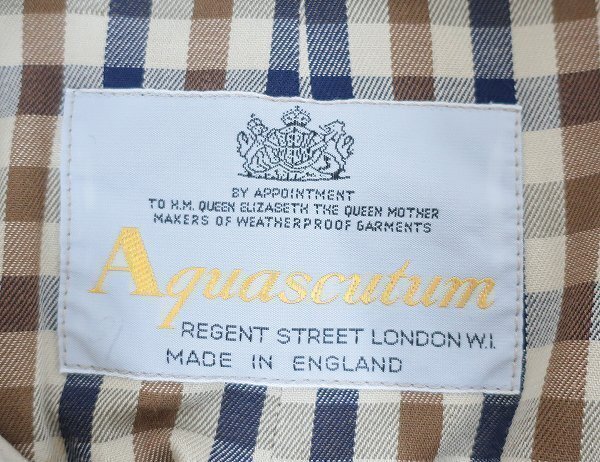 BY APPOINTMENT
TO H.M. QUEEN ELIZABETH THE QUEEN MOTHER
MAKERS OF WEATHERPROOF GARMENTS
Aquascutum
REGENT STREET LONDON W.1.
MADE IN ENGLAND